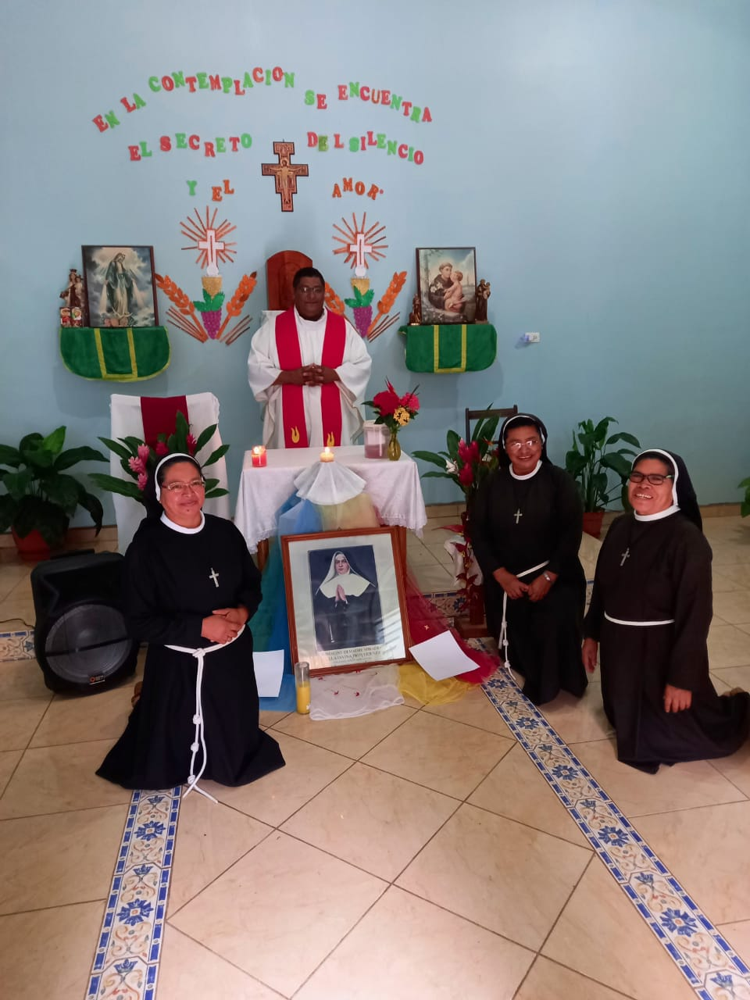 EN LA CONTEMPLACION SE ENCUENTRA
EL SECRETO DEL SILENCIO
Y EL AMOR.